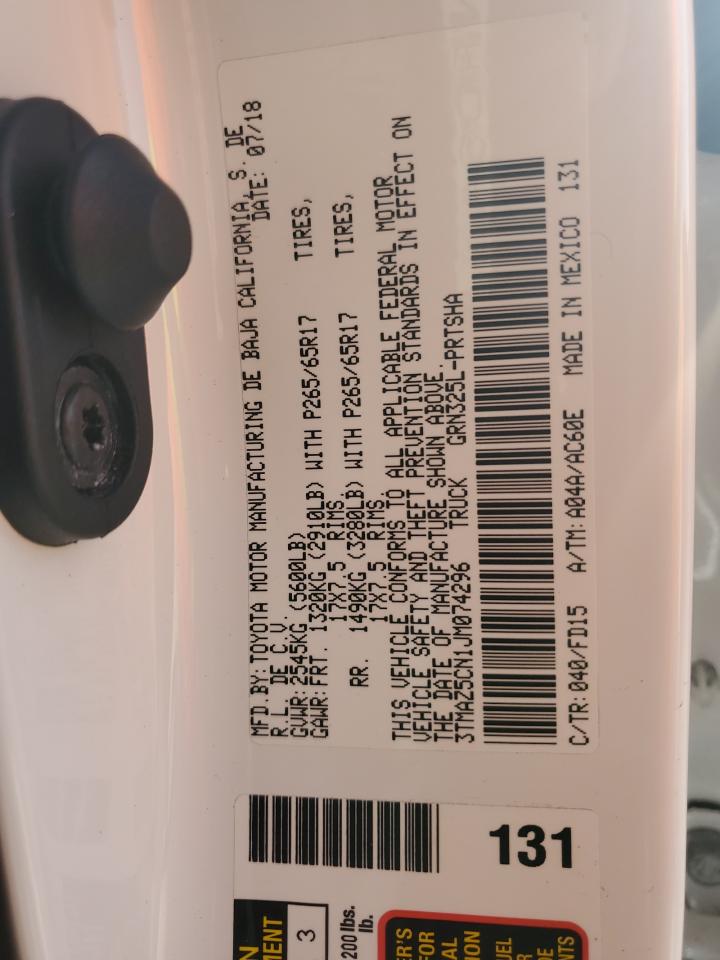 MFD.BY:TOYOTA MOTOR MANUFACTURING DE BAJA CALIFORNIA, S. DE
R.L. DE C.V. DATE: 07/18
GVWR:2545KG (5600LB)
GAWR:FRT. 1320KG (2910LB) WITH P265/65R17 TIRES,
17X7.5 RIMS.
RR. 1490KG (3280LB) WITH P265/65R17 TIRES,
17X7.5 RIMS
THIS VEHICLE CONFORMS TO ALL APPLICABLE FEDERAL MOTOR
VEHICLE SAFETY AND THEFT PREVENTION STANDARDS IN EFFECT ON
THE DATE OF MANUFACTURE SHOWN ABOVE.
3TMAZ5CN1JM074296 TRUCK GRN325L-PRTSHA
C/TR:040/FD15 A/TM:A04A/AC60E MADE IN MEXICO 131
131
3
200 lbs.
lb.